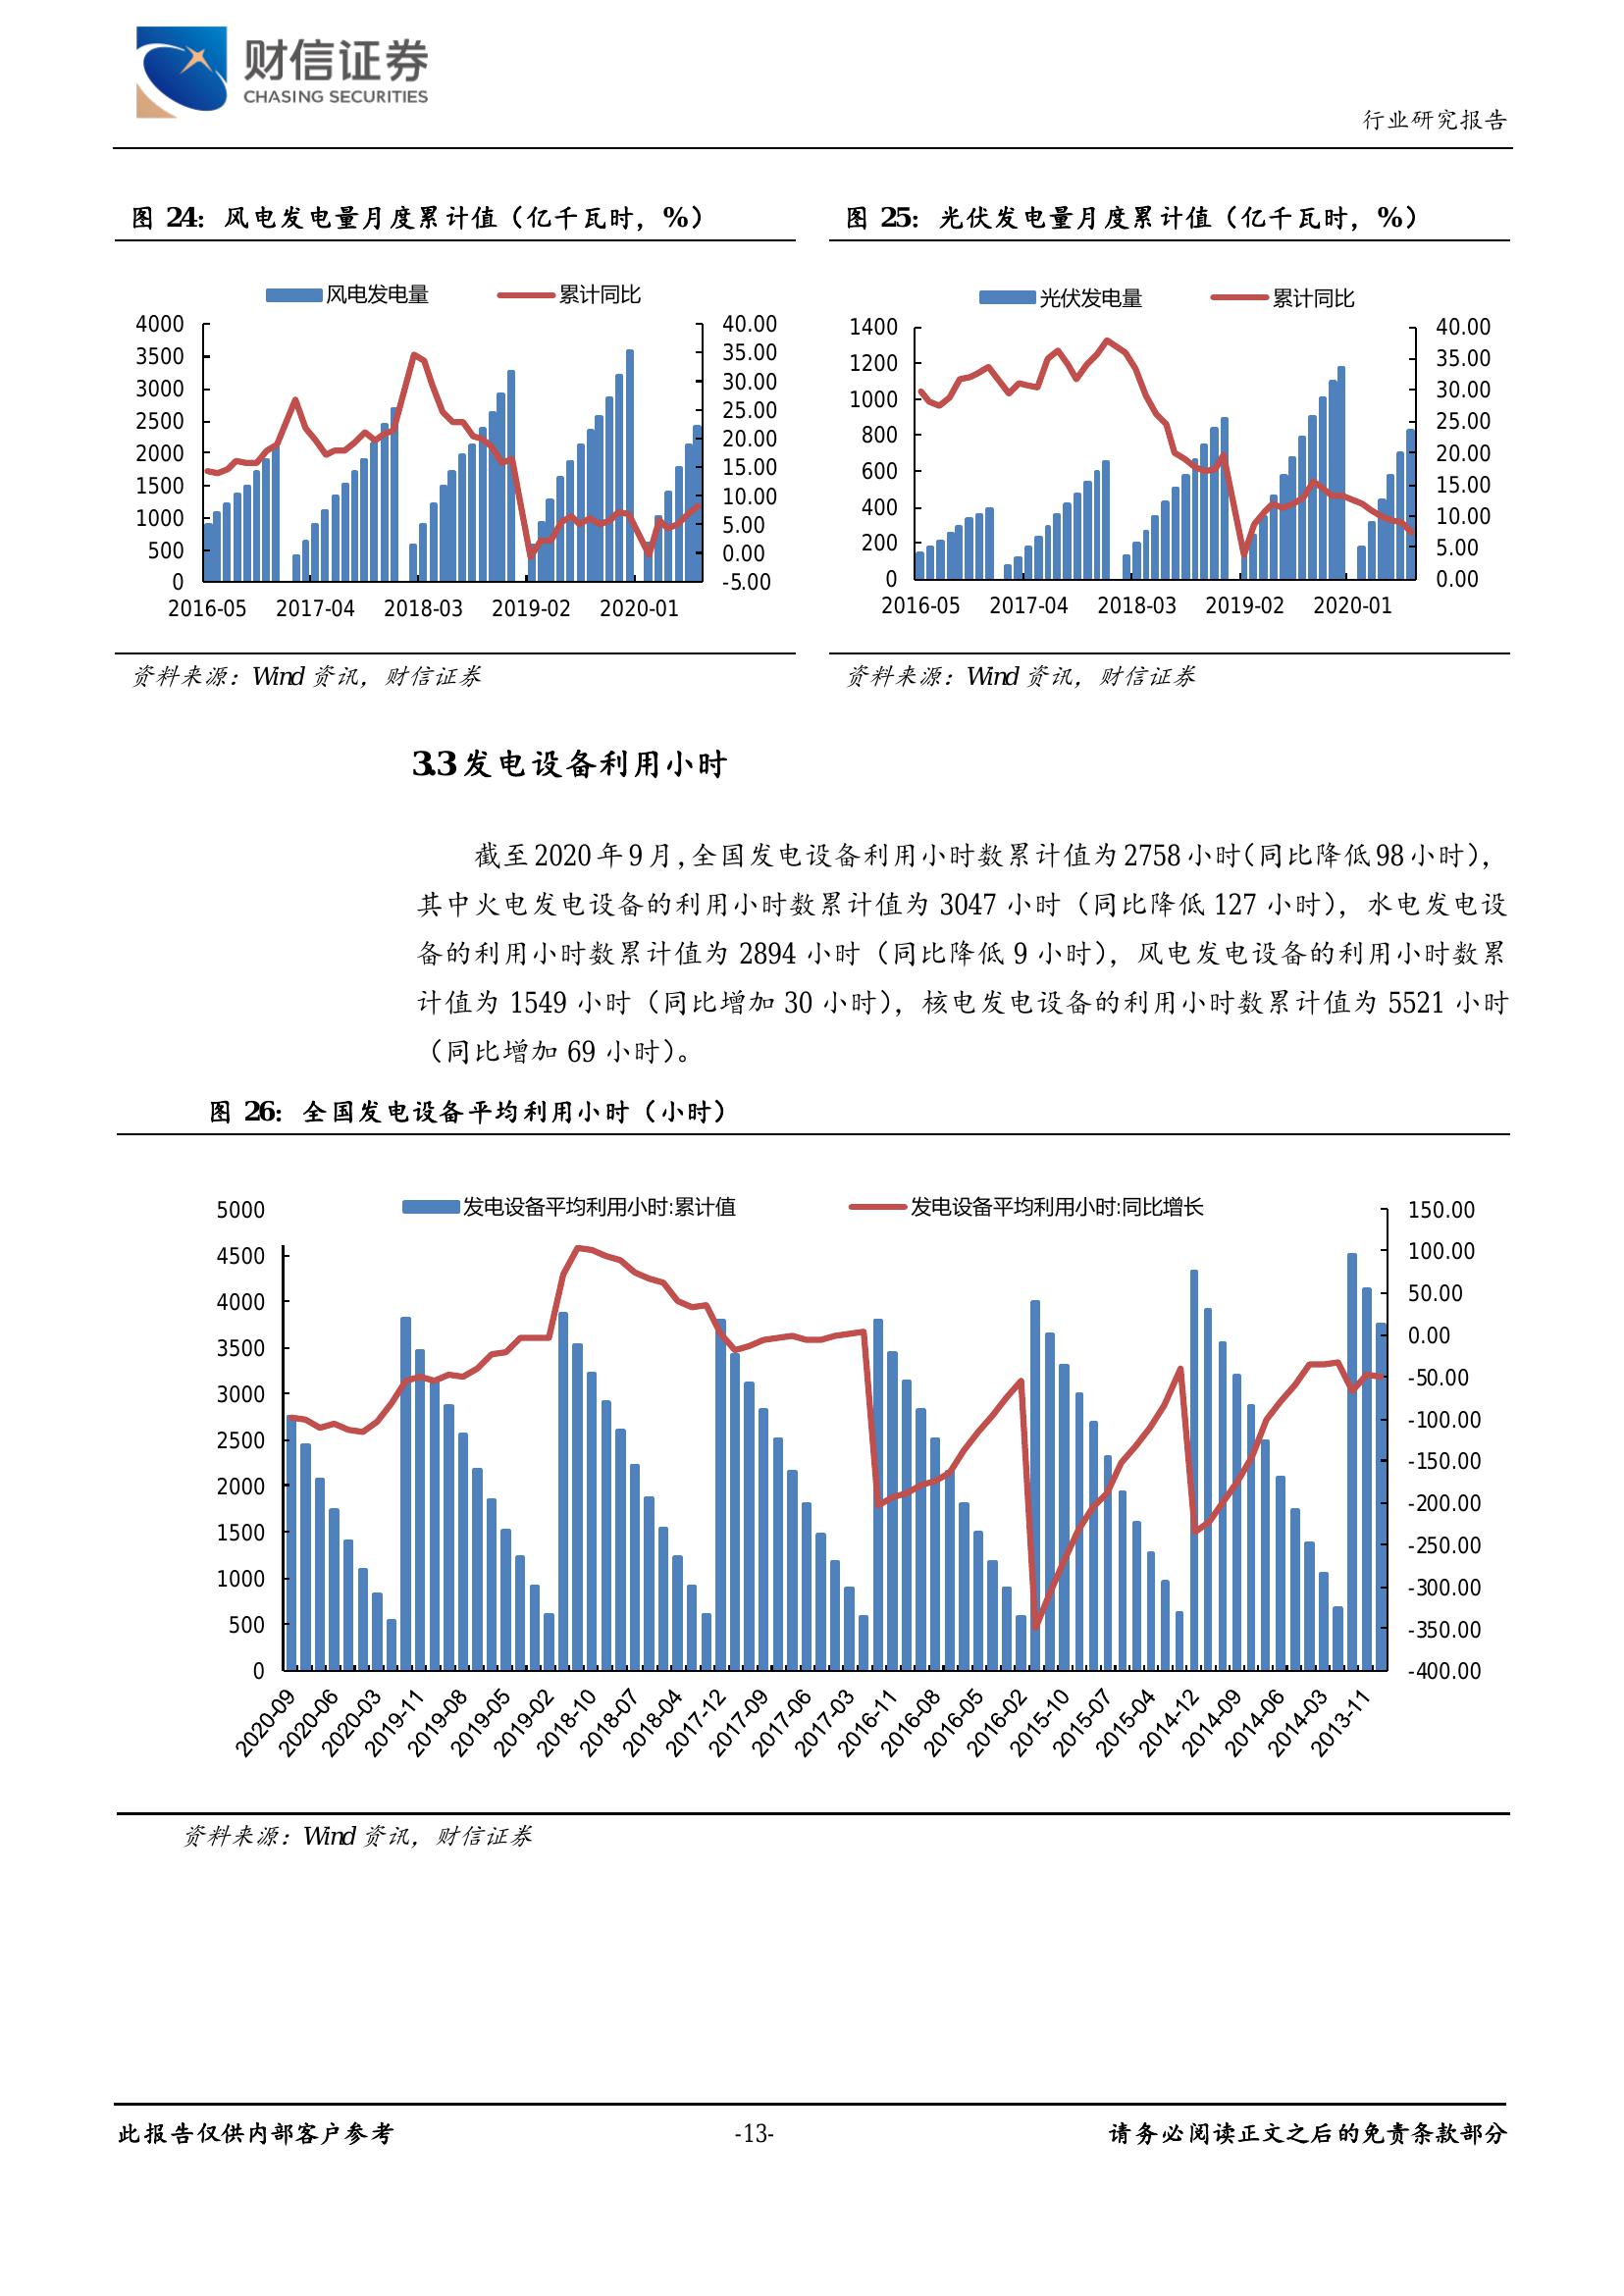 财信证券
CHASING SECURITIES
行业研究报告
图 24：风电发电量月度累计值（亿千瓦时，%）
风电发电量 累计同比
4000
3500
3000
2500
2000
1500
1000
500
0
40.00
35.00
30.00
25.00
20.00
15.00
10.00
5.00
0.00
-5.00
2016-05 2017-04 2018-03 2019-02 2020-01
资料来源：Wind 资讯，财信证券
图 25：光伏发电量月度累计值（亿千瓦时，%）
光伏发电量 累计同比
1400
1200
1000
800
600
400
200
0
40.00
35.00
30.00
25.00
20.00
15.00
10.00
5.00
0.00
2016-05 2017-04 2018-03 2019-02 2020-01
资料来源：Wind 资讯，财信证券
3.3 发电设备利用小时
截至 2020 年 9 月，全国发电设备利用小时数累计值为 2758 小时（同比降低 98 小时），
其中火电发电设备的利用小时数累计值为 3047 小时（同比降低 127 小时），水电发电设
备的利用小时数累计值为 2894 小时（同比降低 9 小时），风电发电设备的利用小时数累
计值为 1549 小时（同比增加 30 小时），核电发电设备的利用小时数累计值为 5521 小时
（同比增加 69 小时）。
图 26：全国发电设备平均利用小时（小时）
发电设备平均利用小时:累计值 发电设备平均利用小时:同比增长
5000
4500
4000
3500
3000
2500
2000
1500
1000
500
0
150.00
100.00
50.00
0.00
-50.00
-100.00
-150.00
-200.00
-250.00
-300.00
-350.00
-400.00
2020-09 2020-06 2020-03 2019-11 2019-08 2019-05 2019-02 2018-10 2018-07 2018-04 2017-12 2017-09 2017-06 2017-03 2016-11 2016-08 2016-05 2016-02 2015-10 2015-07 2015-04 2014-12 2014-09 2014-06 2014-03 2013-11
资料来源：Wind 资讯，财信证券
此报告仅供内部客户参考 -13- 请务必阅读正文之后的免责条款部分